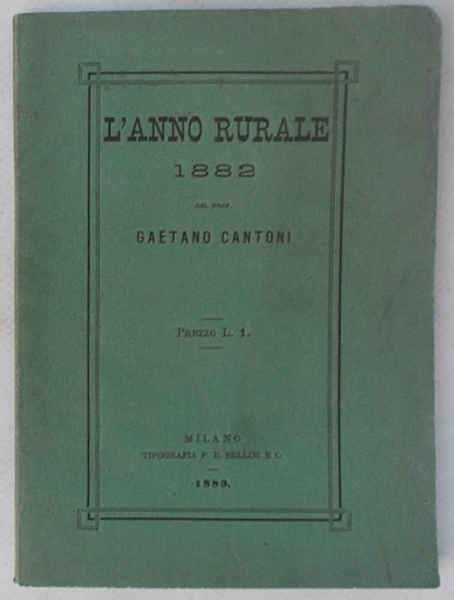 L'ANNO RURALE
1882
DEL PROF.
GAETANO CANTONI
PREZZO L. 1.
MILANO
TIPOGRAFIA F. B. BELLINI E C.
1883.